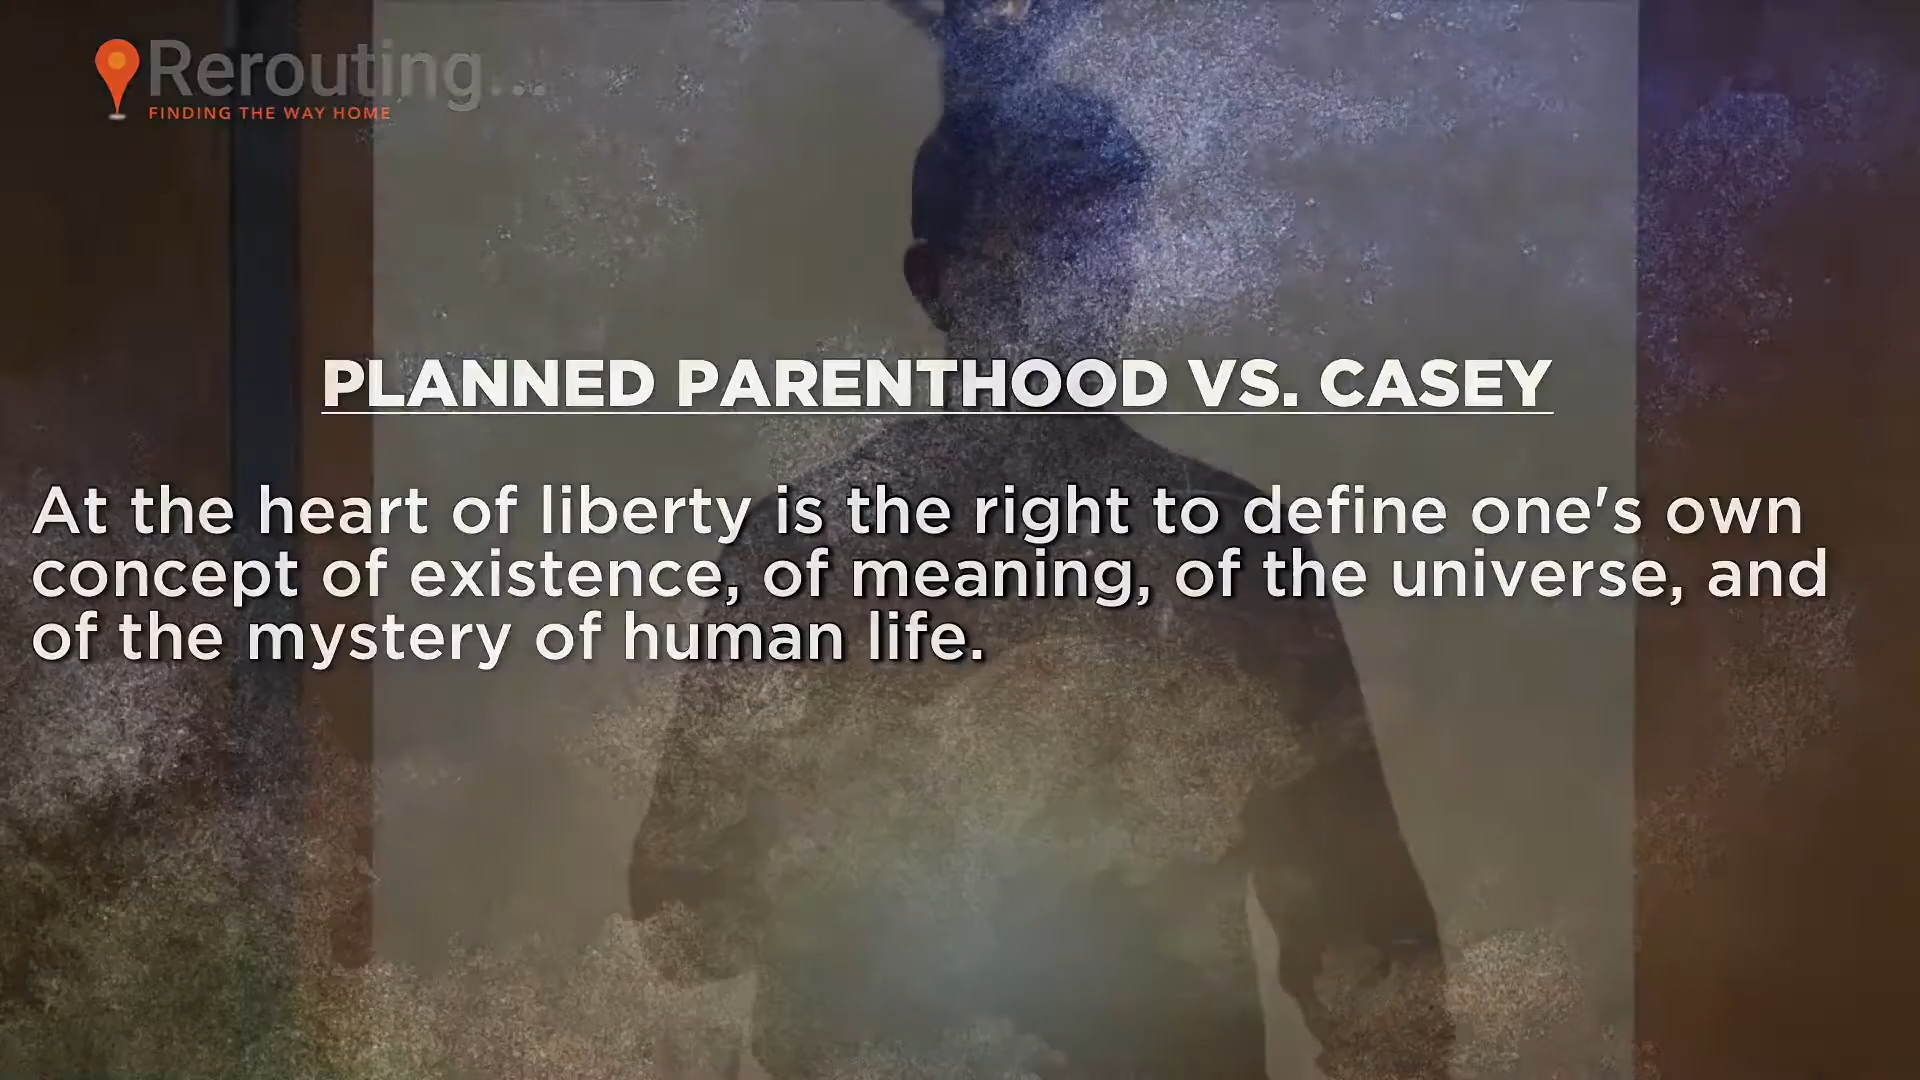 Rerouting...
FINDING THE WAY HOME
PLANNED PARENTHOOD VS. CASEY
At the heart of liberty is the right to define one's own
concept of existence, of meaning, of the universe, and
of the mystery of human life.